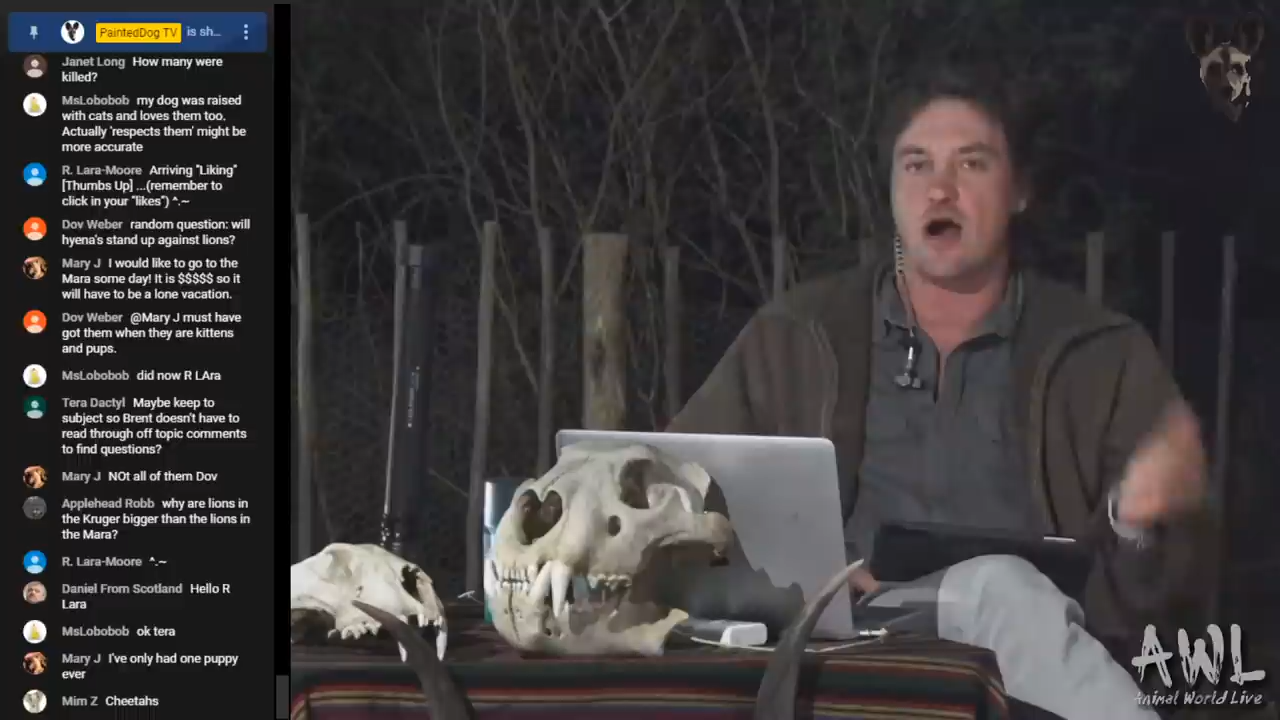 PaintedDog TV is sh...
Janet Long How many were
killed?
MsLobobob my dog was raised
with cats and loves them too.
Actually 'respects them' might be
more accurate
R. Lara-Moore Arriving "Liking"
[Thumbs Up] ...(remember to
click in your "likes") ^.~
Dov Weber random question: will
hyena's stand up against lions?
Mary J I would like to go to the
Mara some day! It is $$$$$ so it
will have to be a lone vacation.
Dov Weber @Mary J must have
got them when they are kittens
and pups.
MsLobobob did now R LAra
Tera Dactyl Maybe keep to
subject so Brent doesn't have to
read through off topic comments
to find questions?
Mary J NOt all of them Dov
Applehead Robb why are lions in
the Kruger bigger than the lions in
the Mara?
R. Lara-Moore ^.~
Daniel From Scotland Hello R
Lara
MsLobobob ok tera
Mary J I've only had one puppy
ever
Mim Z Cheetahs
AWL
Animal World Live